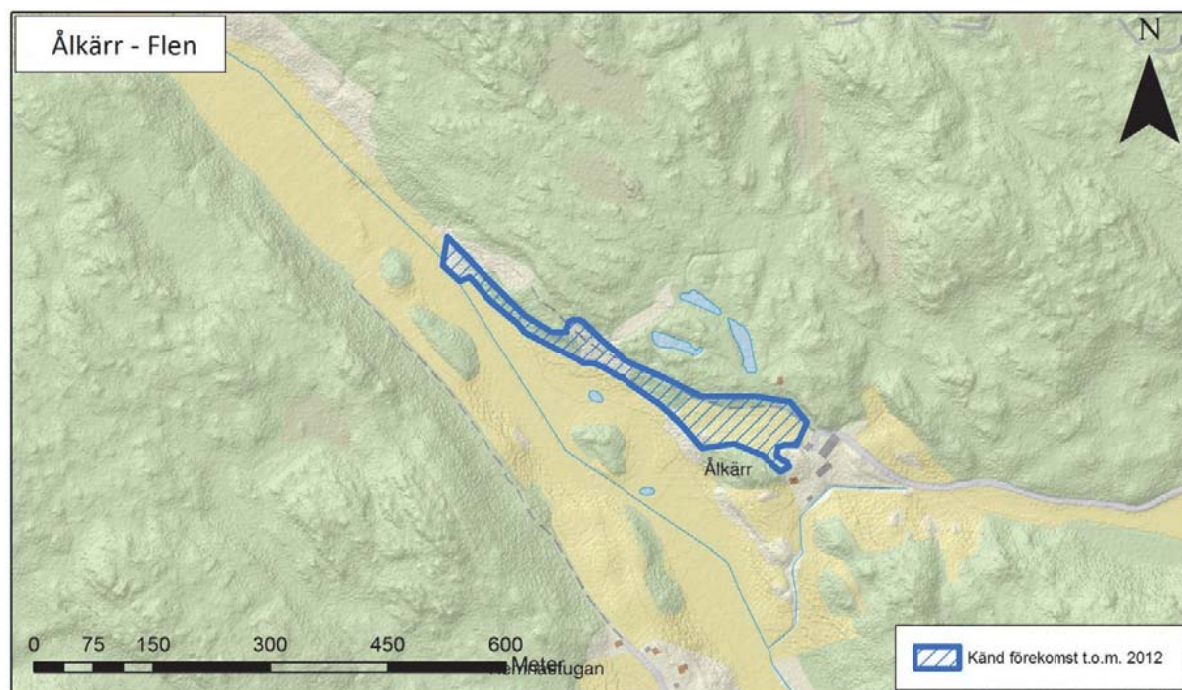 Ålkärr - Flen
N
Ålkärr
0 75 150 300 450 600
Meter
Känd förekomst t.o.m. 2012